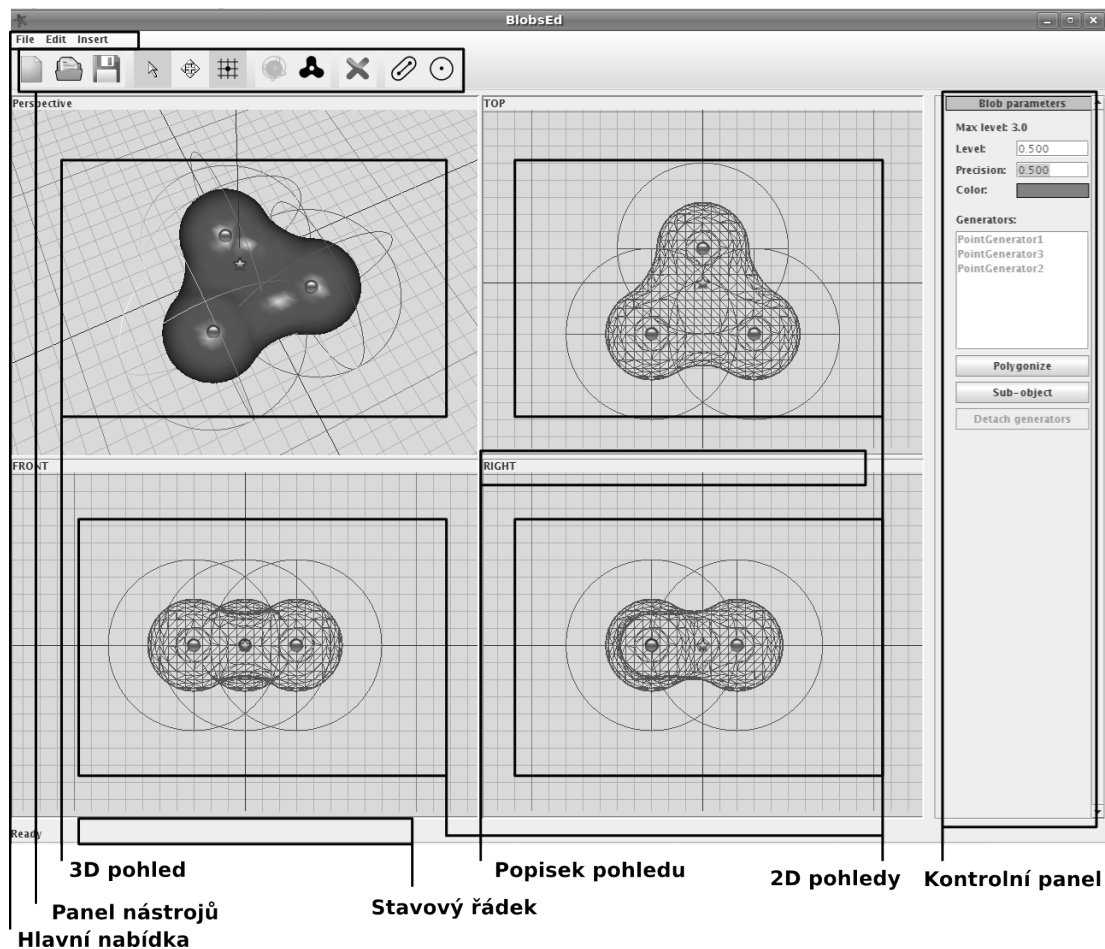 BlobsEd
File Edit Insert
Perspective
TOP
Blob parameters
Max level: 3.0
Level: 0.500
Precision: 0.500
Color:
Generators:
PointGenerator1
PointGenerator3
PointGenerator2
Polygonize
Sub-object
Detach generators
FRONT
RIGHT
Ready
3D pohled
Popisek pohledu
2D pohledy
Kontrolní panel
Panel nástrojů
Stavový řádek
Hlavní nabídka